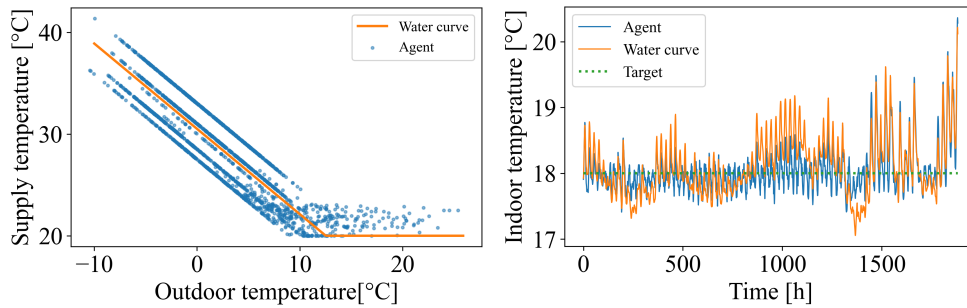 Supply temperature [°C]
40
30
20
−10
0
10
20
Outdoor temperature[°C]
Water curve
Agent
Indoor temperature [°C]
20
19
18
17
0
500
1000
1500
Time [h]
Agent
Water curve
Target